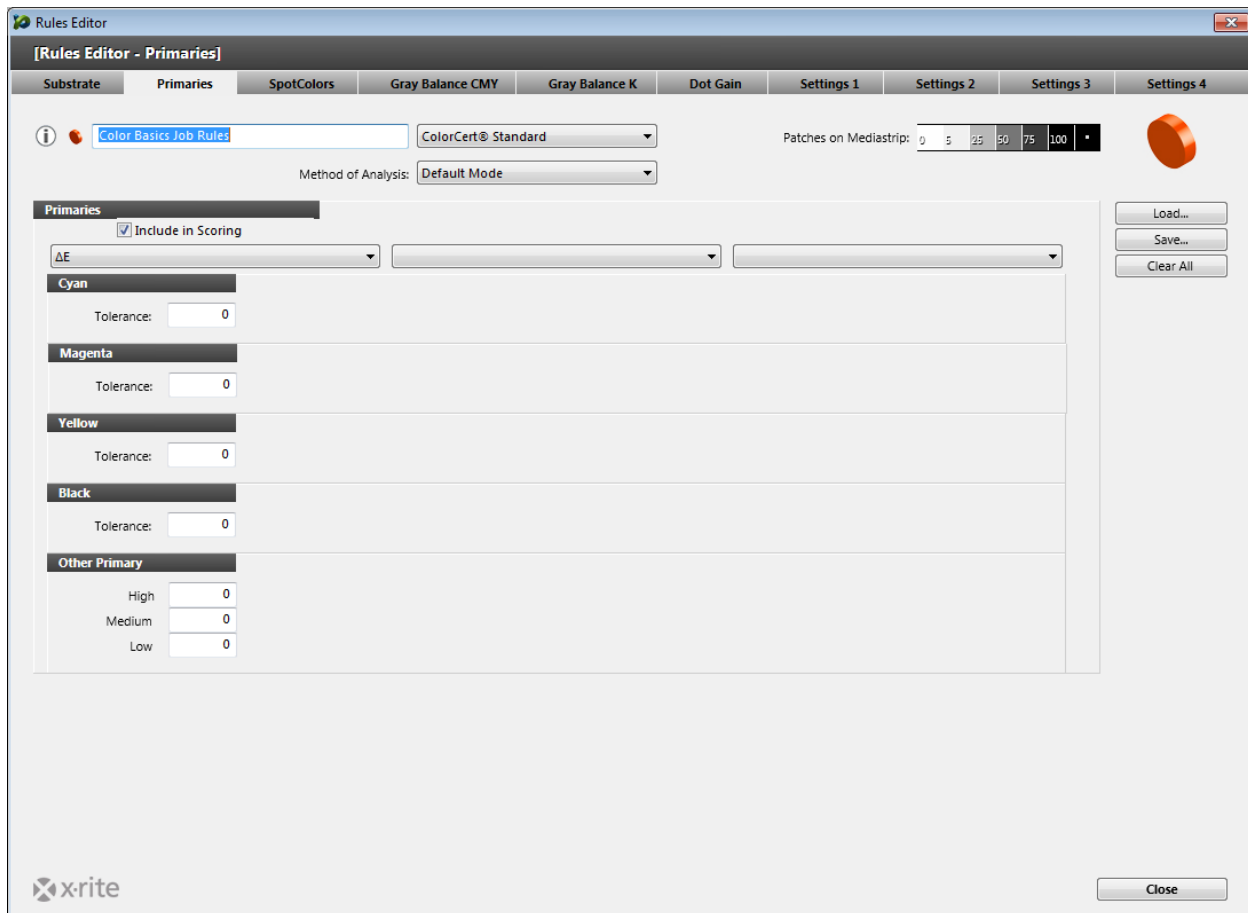 Rules Editor
[Rules Editor - Primaries]
Substrate Primaries SpotColors Gray Balance CMY Gray Balance K Dot Gain Settings 1 Settings 2 Settings 3 Settings 4
Color Basics Job Rules ColorCert® Standard Patches on Mediastrip: 0 5 25 50 75 100 *
Method of Analysis: Default Mode
Primaries
Load...
Include in Scoring
Save...
ΔE
Clear All
Cyan
Tolerance: 0
Magenta
Tolerance: 0
Yellow
Tolerance: 0
Black
Tolerance: 0
Other Primary
High 0
Medium 0
Low 0
x·rite
Close